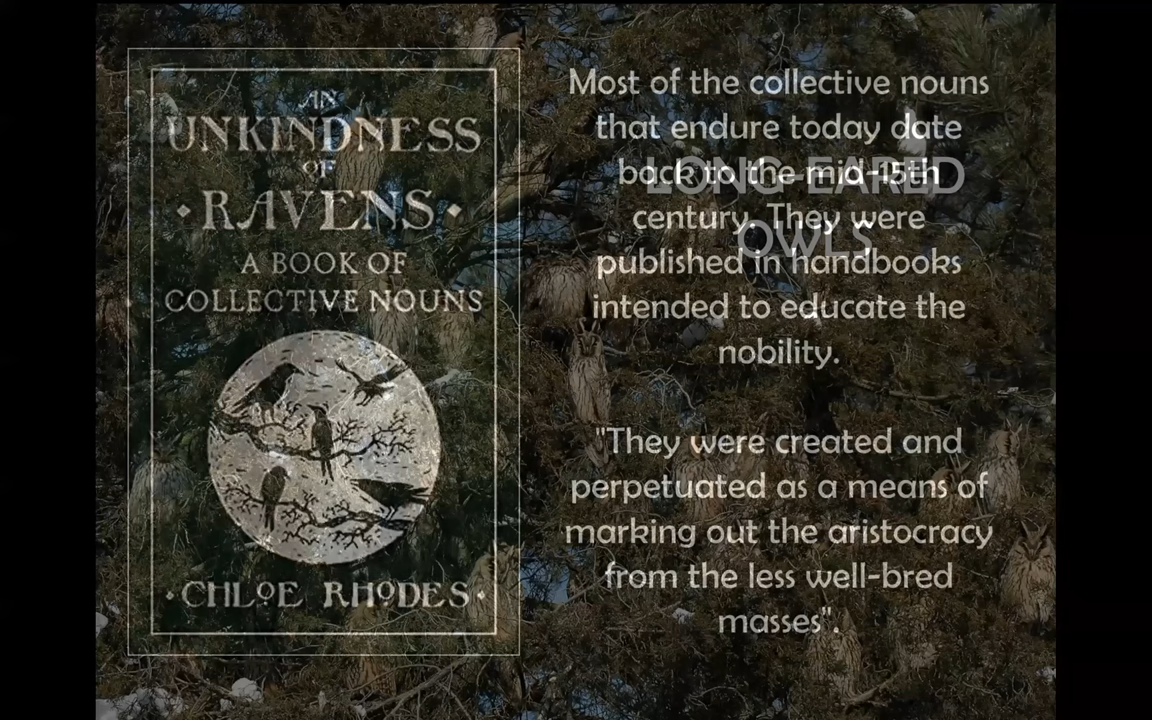 AN
UNKINDNESS
OF
RAVENS
A BOOK OF
COLLECTIVE NOUNS
CHLOE RHODES
Most of the collective nouns
that endure today date
back to the mid-15th
century. They were
published in handbooks
intended to educate the
nobility.
"They were created and
perpetuated as a means of
marking out the aristocracy
from the less well-bred
masses".
LONG-EARED
OWLS